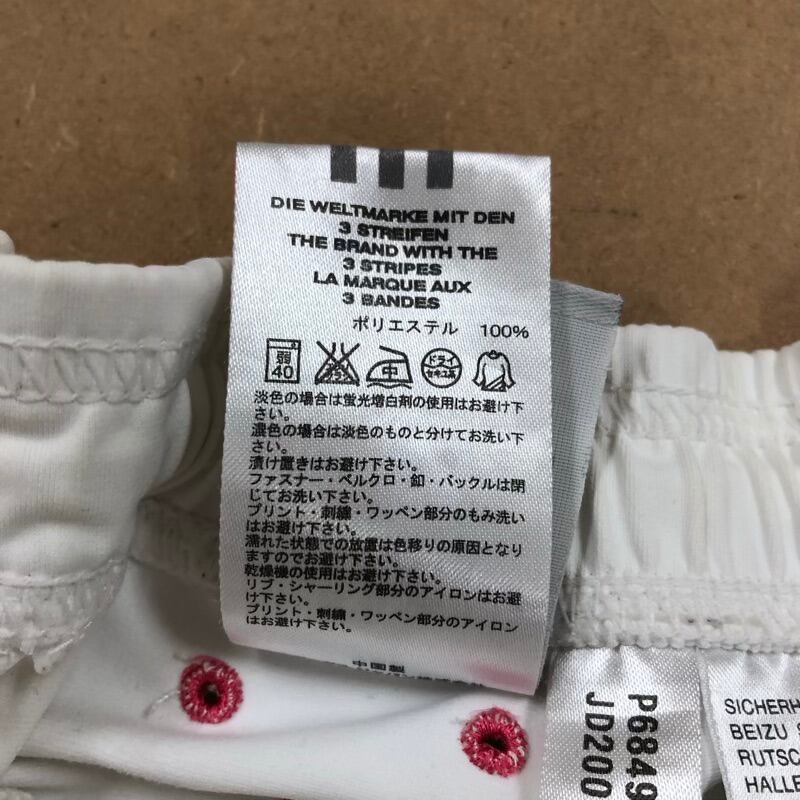 DIE WELTMARKE MIT DEN
3 STREIFEN
THE BRAND WITH THE
3 STRIPES
LA MARQUE AUX
3 BANDES
ポリエステル 100%
弱
40
中
ドライ
セキユ系
淡色の場合は蛍光増白剤の使用はお避け下
さい。
濃色の場合は淡色のものと分けてお洗い下
さい。
漬け置きはお避け下さい。
ファスナー・ベルクロ・釦・バックルは閉
じてお洗い下さい。
プリント・刺繍・ワッペン部分のもみ洗い
はお避け下さい。
濡れた状態での放置は色移りの原因となり
ますのでお避け下さい。
乾燥機の使用はお避け下さい。
リブ・シャーリング部分のアイロンはお避
け下さい。
プリント・刺繍・ワッペン部分のアイロン
はお避け下さい。
中国製
P6849
JD200
SICHERH
BEIZU
RUTSC
HALLE